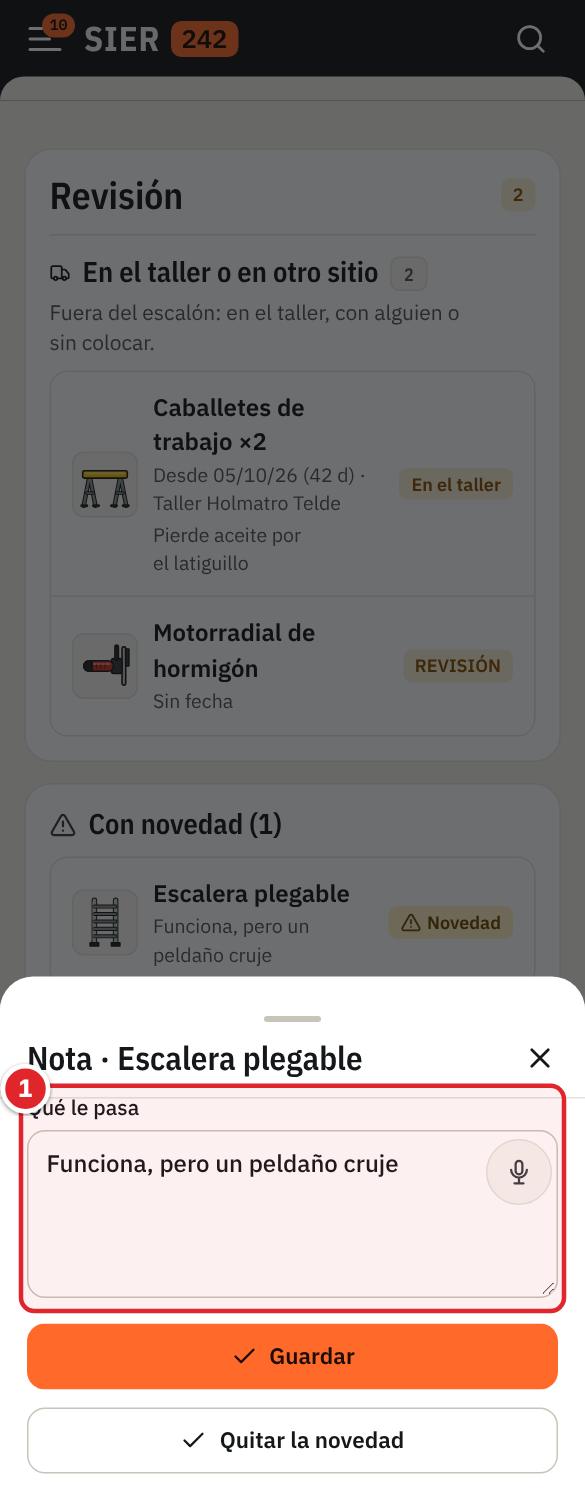 10
SIER 242
Revisión
2
En el taller o en otro sitio 2
Fuera del escalón: en el taller, con alguien o
sin colocar.
Caballetes de
trabajo ×2
Desde 05/10/26 (42 d) ·
Taller Holmatro Telde
Pierde aceite por
el latiguillo
En el taller
Motorradial de
hormigón
Sin fecha
REVISIÓN
Con novedad (1)
Escalera plegable
Funciona, pero un
peldaño cruje
Novedad
Nota · Escalera plegable
1
Qué le pasa
Funciona, pero un peldaño cruje
Guardar
Quitar la novedad